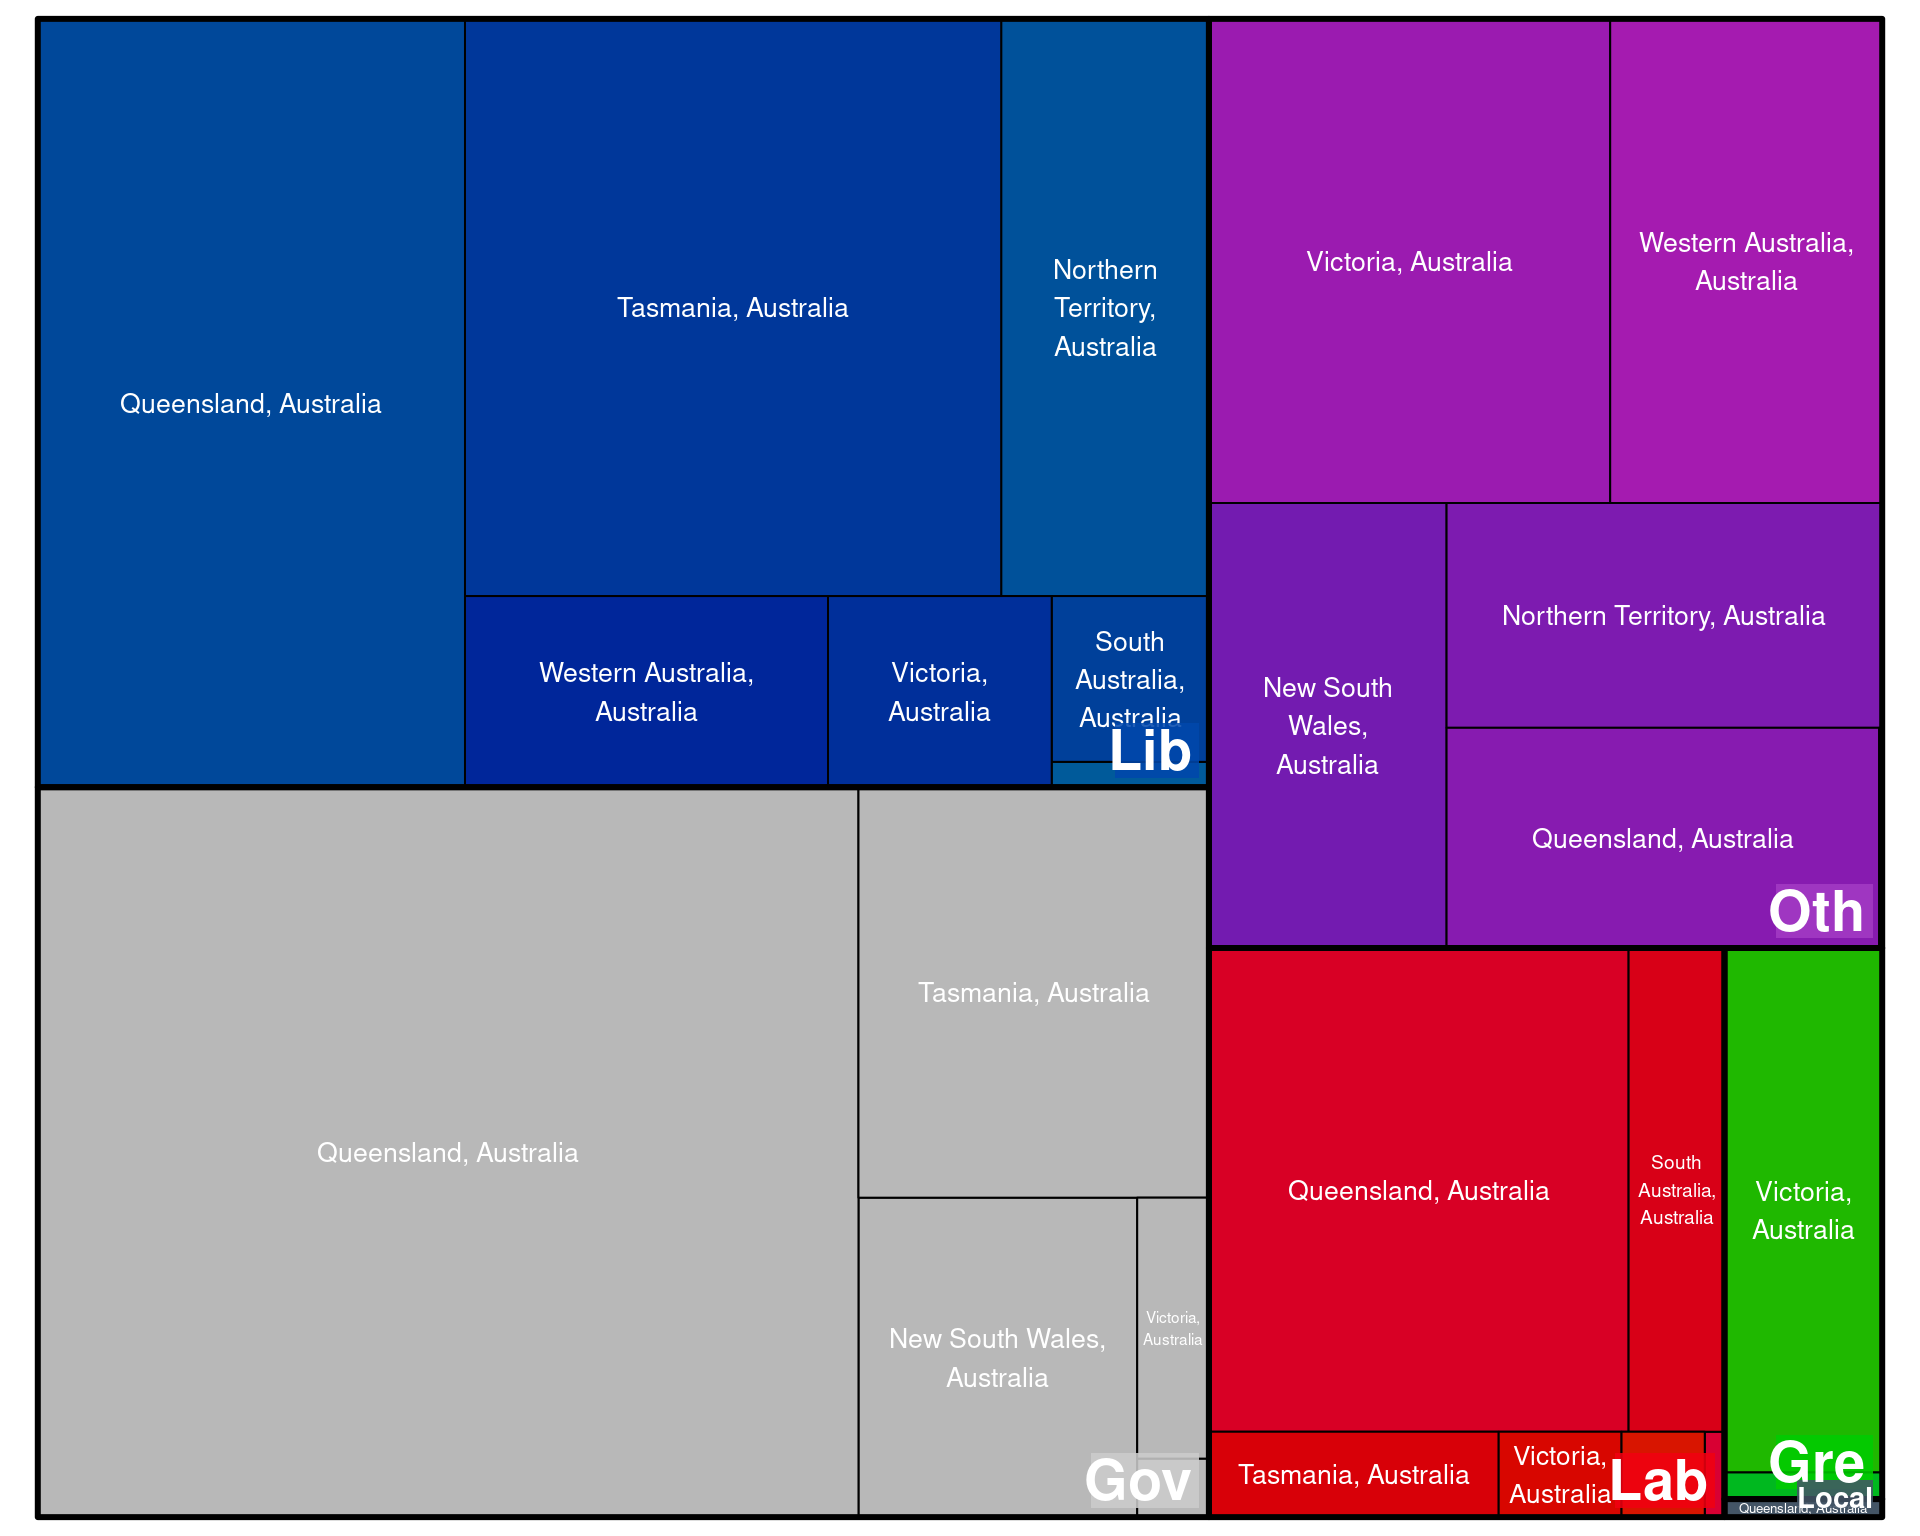 Queensland, Australia
Tasmania, Australia
Northern
Territory,
Australia
Western Australia,
Australia
Victoria,
Australia
South
Australia,
Australia
Lib
Victoria, Australia
Western Australia,
Australia
New South
Wales,
Australia
Northern Territory, Australia
Queensland, Australia
Oth
Queensland, Australia
Tasmania, Australia
New South Wales,
Australia
Victoria,
Australia
Gov
Queensland, Australia
South
Australia,
Australia
Tasmania, Australia
Victoria,
Australia
Lab
Victoria,
Australia
Gre
Local
Queensland, Australia